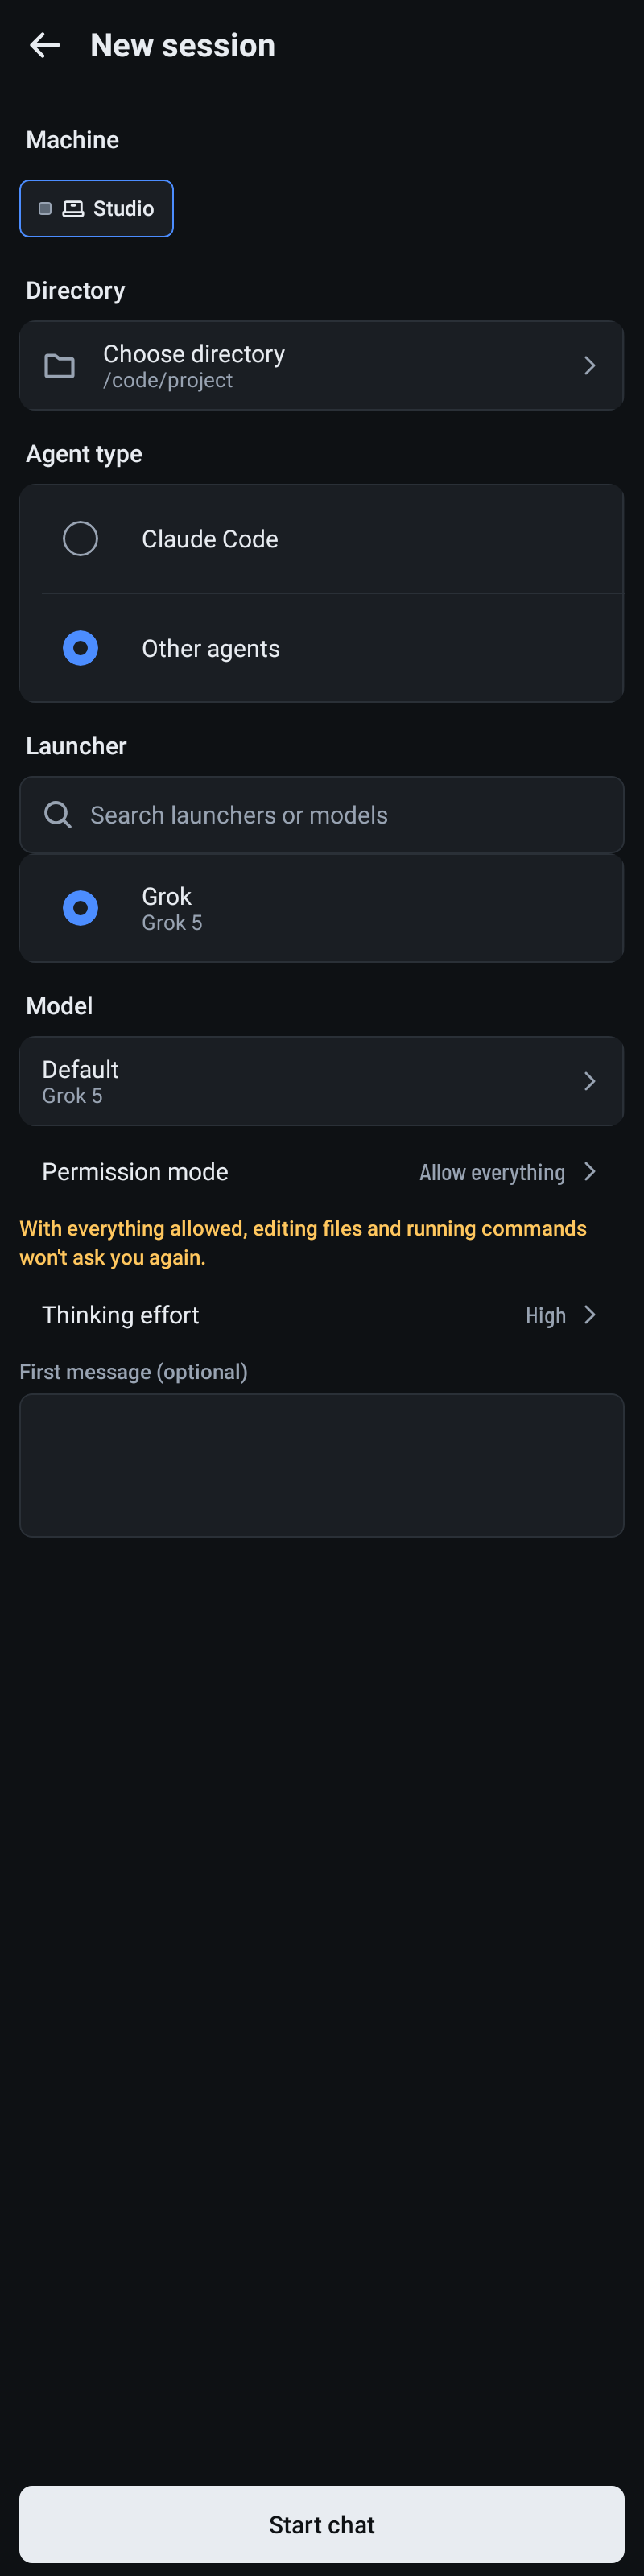 New session
Machine
Studio
Directory
Choose directory
/code/project
Agent type
Claude Code
Other agents
Launcher
Search launchers or models
Grok
Grok 5
Model
Default
Grok 5
Permission mode
Allow everything
With everything allowed, editing files and running commands
won't ask you again.
Thinking effort
High
First message (optional)
Start chat